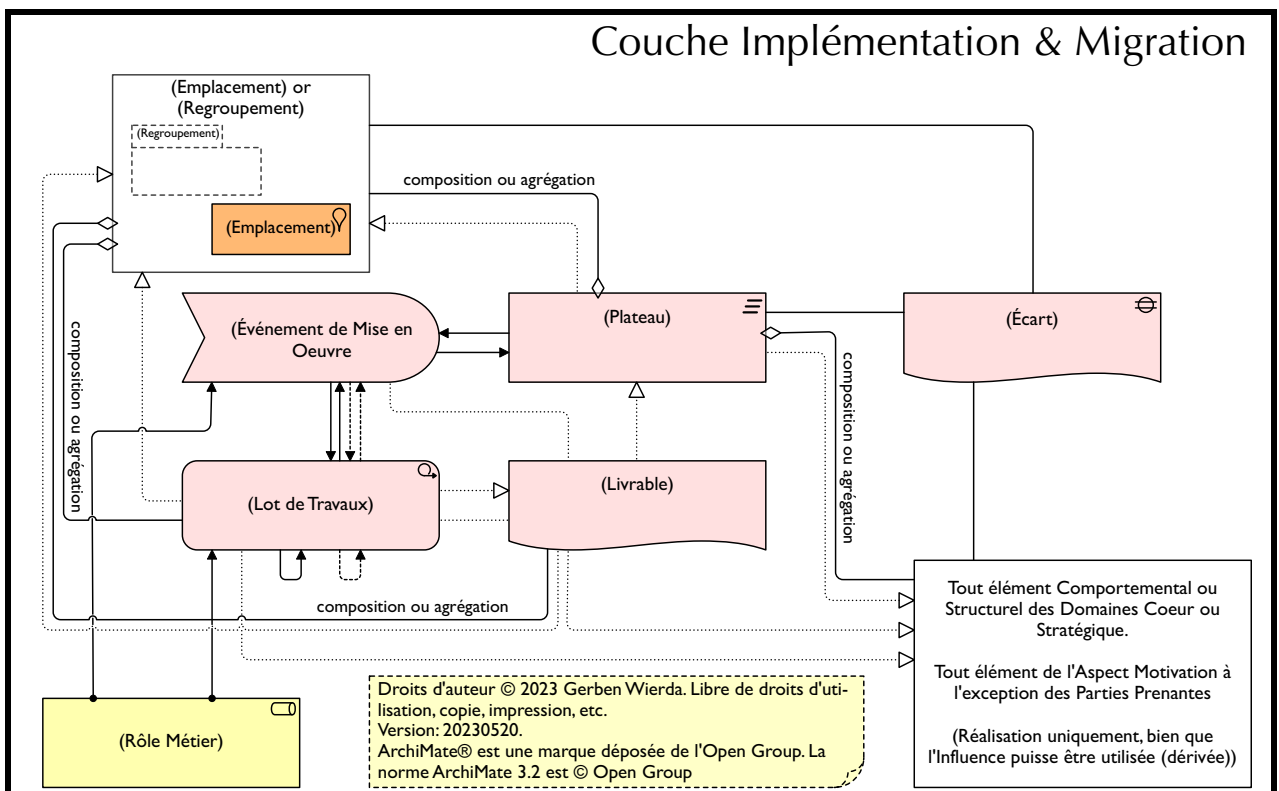 Couche Implémentation & Migration
(Emplacement) or
(Regroupement)
(Regroupement)
(Emplacement)
composition ou agrégation
(Événement de Mise en
Oeuvre
(Plateau)
(Écart)
composition ou agrégation
composition ou agrégation
(Lot de Travaux)
(Livrable)
composition ou agrégation
Tout élément Comportemental ou
Structurel des Domaines Coeur ou
Stratégique.
Tout élément de l'Aspect Motivation à
l'exception des Parties Prenantes
(Réalisation uniquement, bien que
l'Influence puisse être utilisée (dérivée))
(Rôle Métier)
Droits d'auteur © 2023 Gerben Wierda. Libre de droits d'uti-
lisation, copie, impression, etc.
Version: 20230520.
ArchiMate® est une marque déposée de l'Open Group. La
norme ArchiMate 3.2 est © Open Group